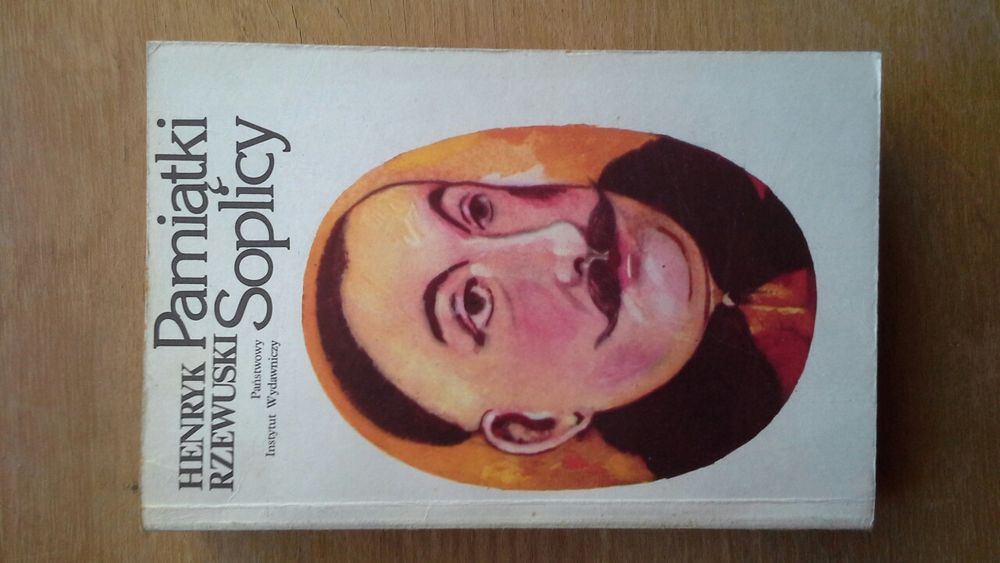 HENRYK Pamiątki
RZEWUSKI Soplicy
Państwowy
Instytut Wydawniczy